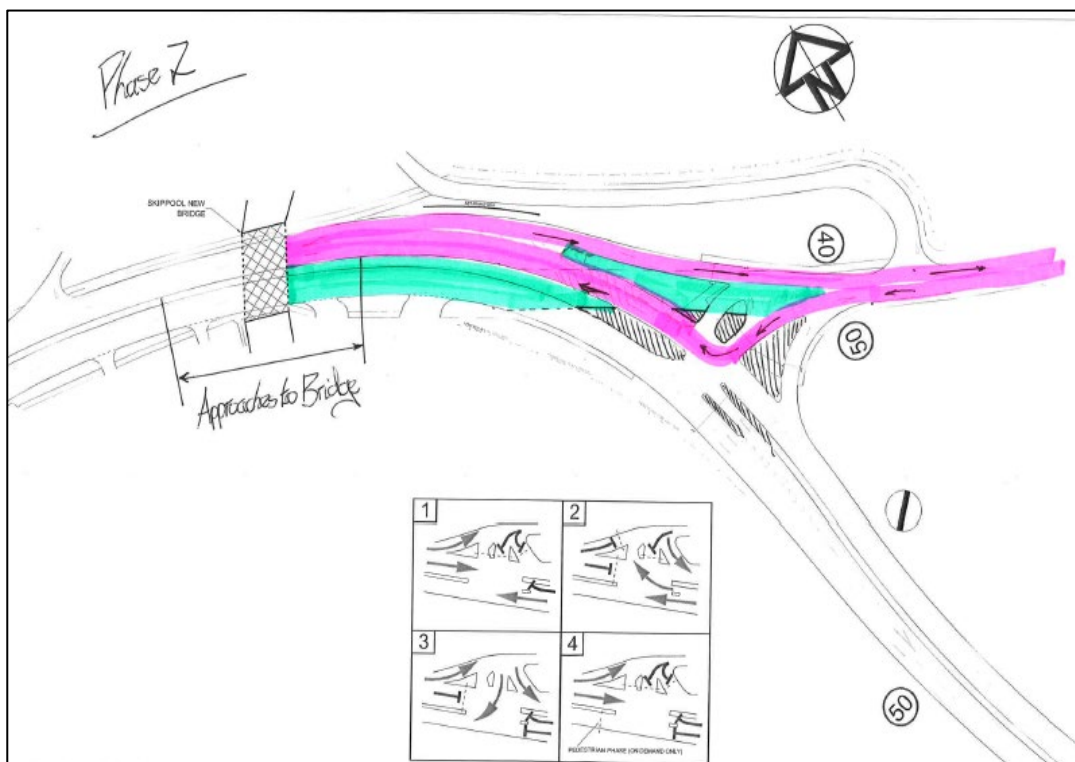 Phase 2
N
SKIPPOOL NEW
BRIDGE
40
50
Approaches to Bridge
50
1
2
3
4
PEDESTRIAN PHASE (ON DEMAND ONLY)